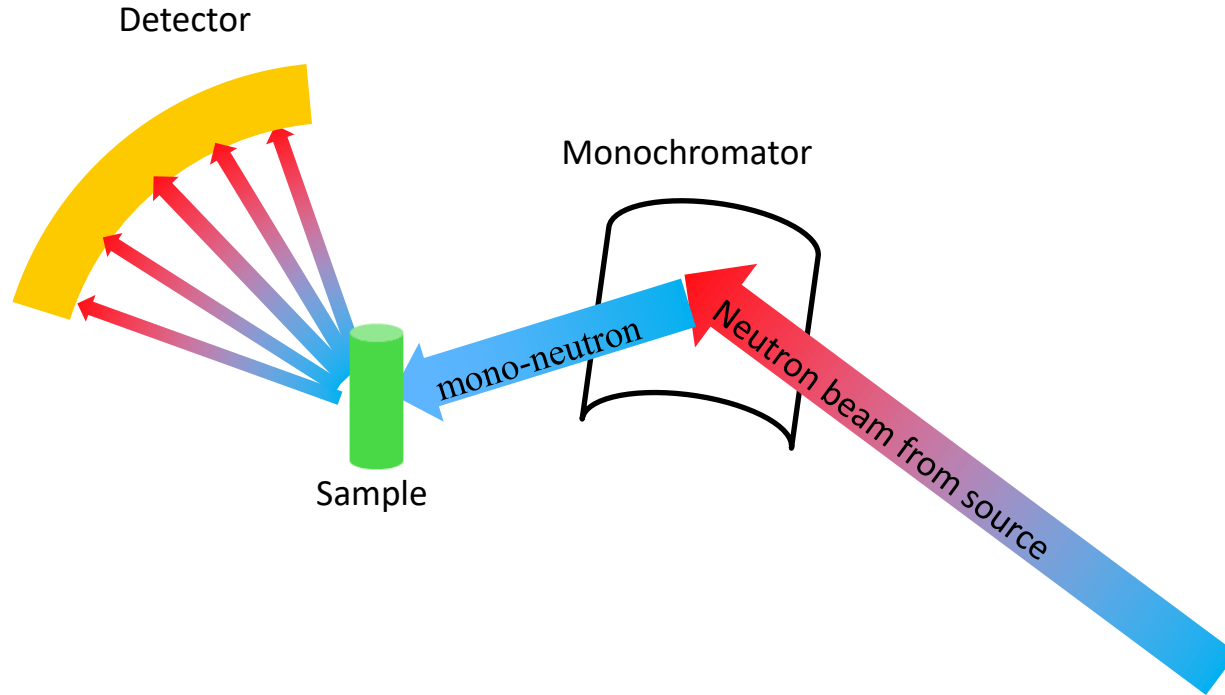 Detector
Monochromator
Neutron beam from source
mono-neutron
Sample